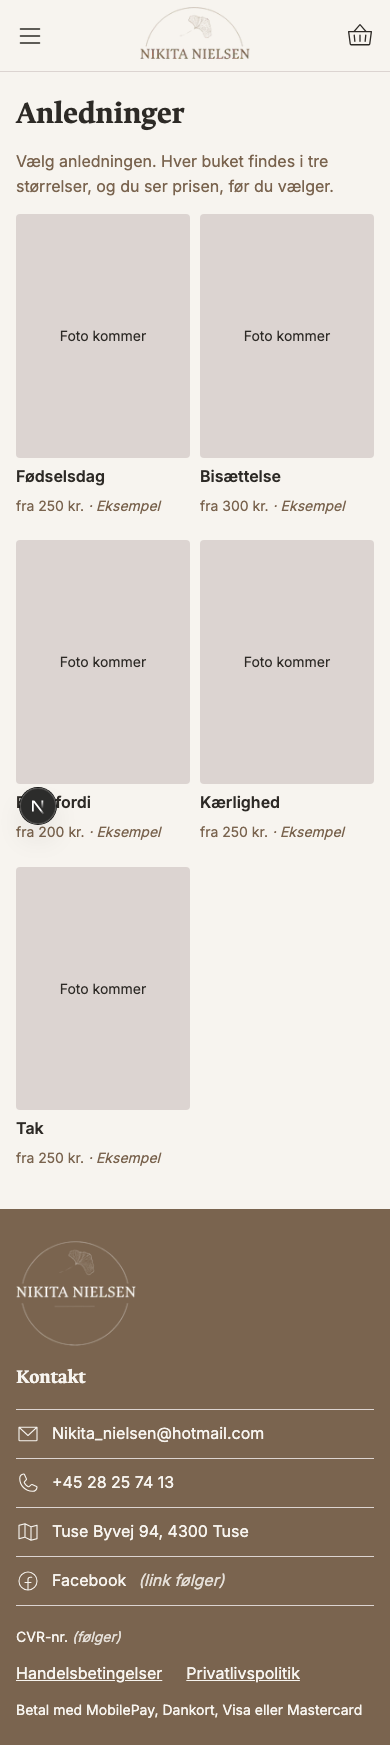 NIKITA NIELSEN
Anledninger
Vælg anledningen. Hver buket findes i tre
størrelser, og du ser prisen, før du vælger.
Foto kommer
Foto kommer
Fødselsdag
Bisættelse
fra 250 kr. · Eksempel
fra 300 kr. · Eksempel
Foto kommer
Foto kommer
fordi
Kærlighed
N
fra 200 kr. · Eksempel
fra 250 kr. · Eksempel
Foto kommer
Tak
fra 250 kr. · Eksempel
NIKITA NIELSEN
Kontakt
Nikita_nielsen@hotmail.com
+45 28 25 74 13
Tuse Byvej 94, 4300 Tuse
Facebook (link følger)
CVR-nr. (følger)
Handelsbetingelser Privatlivspolitik
Betal med MobilePay, Dankort, Visa eller Mastercard